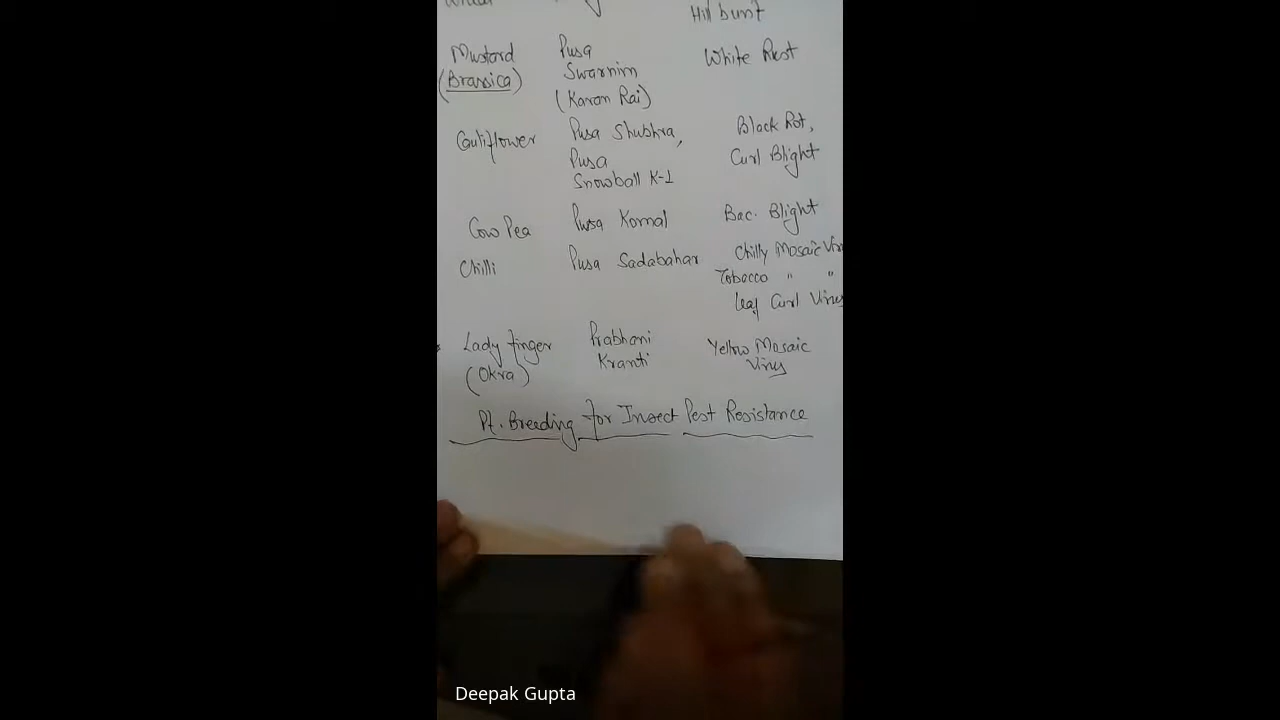 Hill bunt
Mustard Pusa White Rust
(Brassica) Swarnim
(Karan Rai)
Cauliflower Pusa Shubhra, Black Rot,
Pusa Curl Blight
Snowball K-1
Cow Pea Pusa Komal Bac. Blight
Chilli Pusa Sadabahar Chilly Mosaic Viru
Tobacco " "
Leaf Curl Virus
Lady finger Prabhani Yellow Mosaic
(Okra) Kranti Virus
Pt. Breeding for Insect Pest Resistance
Deepak Gupta